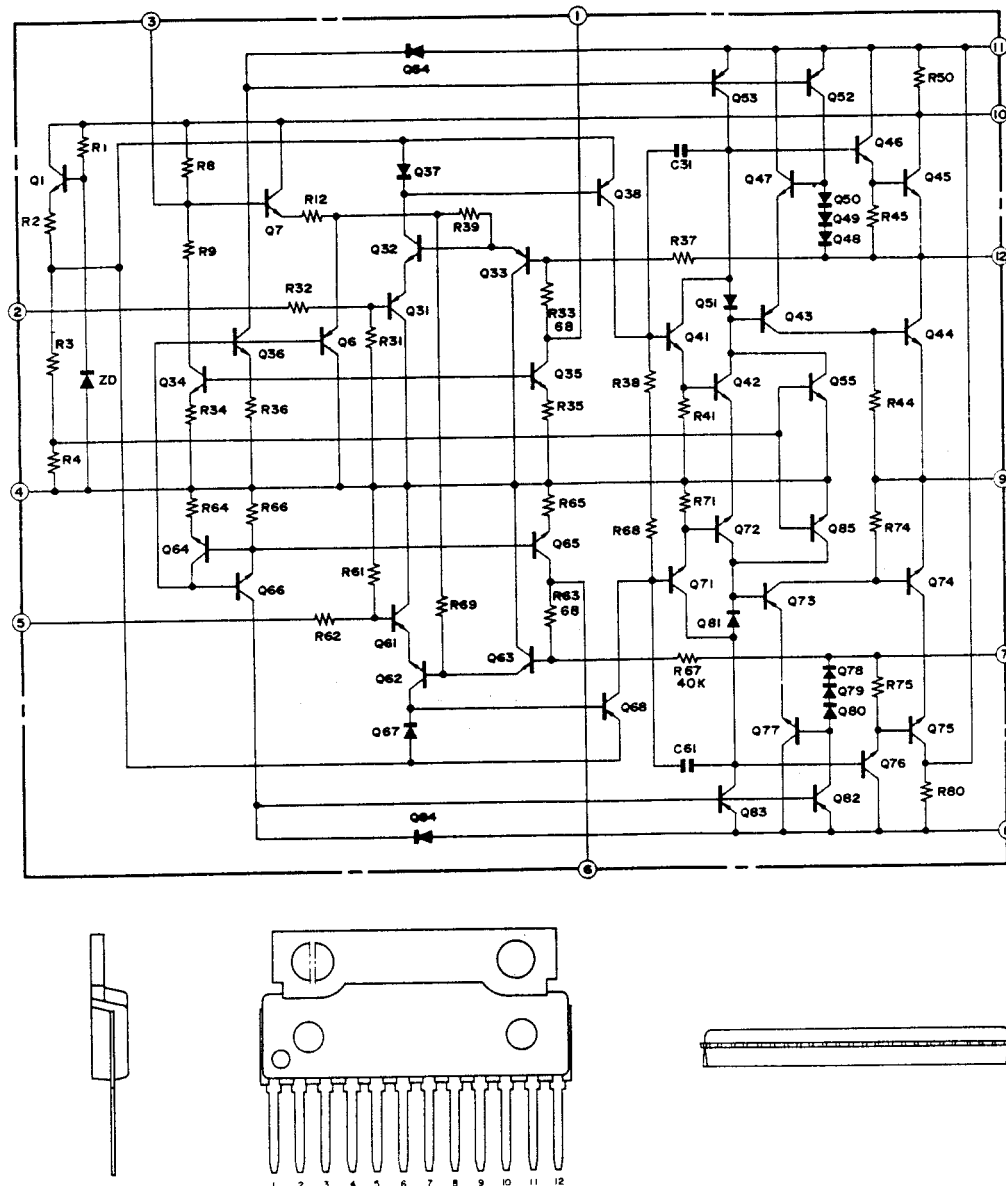 3 1
Q54 11
Q53 Q52 R50
10
R1 R8 Q37 C31 Q46
Q1 Q38 Q47 Q45
R2 R12 R39 Q50
Q7 Q49 R45
R9 Q32 Q33 R37 Q48
12
2 R32 Q31 R33 Q51 Q43
R31 68 Q41 Q44
R3 Q36 Q6
ZD Q34 Q35 R38 Q42 Q55
R34 R36 R35 R41 R44
R4
4 9
R64 R66 R65 R71
Q64 Q65 R68 Q72 Q85 R74
R61
Q66 R69 R63 Q71 Q74
5 R62 68 Q73
Q61 Q81
Q62 Q63 R67 Q78 7
40K Q79 R75
Q68 Q80
Q67 Q77 Q75
C61 Q76
Q83 Q82 R80
Q84
6
1 2 3 4 5 6 7 8 9 10 11 12